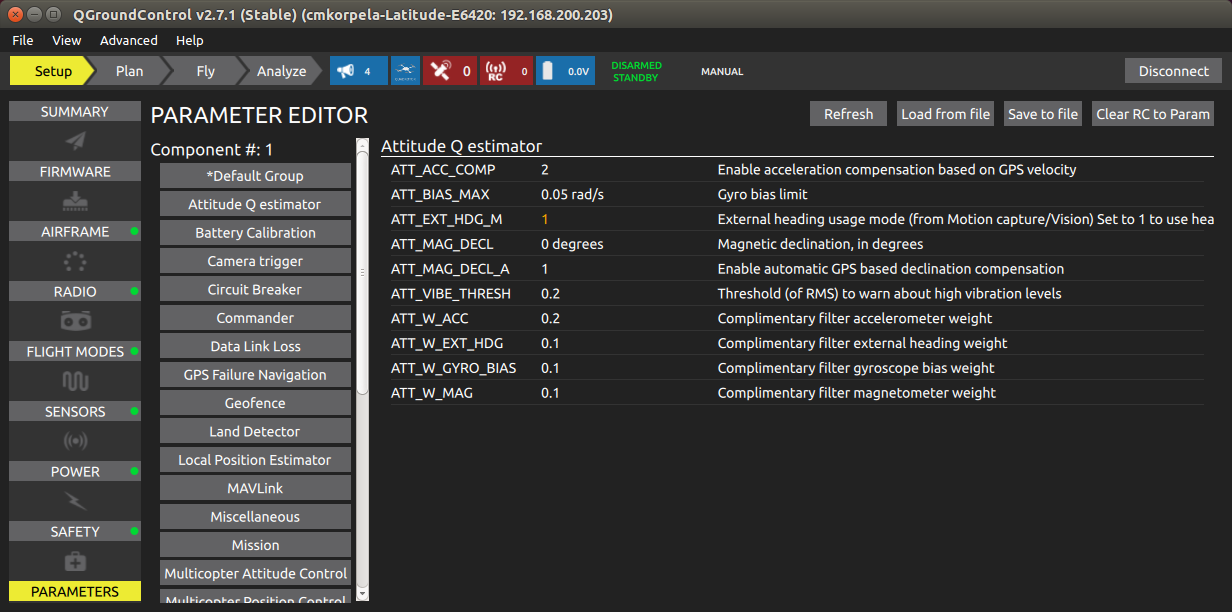 QGroundControl v2.7.1 (Stable) (cmkorpela-Latitude-E6420: 192.168.200.203)
File View Advanced Help
Setup Plan Fly Analyze 4 0 RC 0 0.0V DISARMED STANDBY MANUAL Disconnect
SUMMARY
FIRMWARE
AIRFRAME
RADIO
FLIGHT MODES
SENSORS
POWER
SAFETY
PARAMETERS
PARAMETER EDITOR
Refresh Load from file Save to file Clear RC to Param
Component #: 1
*Default Group
Attitude Q estimator
Battery Calibration
Camera trigger
Circuit Breaker
Commander
Data Link Loss
GPS Failure Navigation
Geofence
Land Detector
Local Position Estimator
MAVLink
Miscellaneous
Mission
Multicopter Attitude Control
Multicopter Position Control
Attitude Q estimator
ATT_ACC_COMP 2 Enable acceleration compensation based on GPS velocity
ATT_BIAS_MAX 0.05 rad/s Gyro bias limit
ATT_EXT_HDG_M 1 External heading usage mode (from Motion capture/Vision) Set to 1 to use hea
ATT_MAG_DECL 0 degrees Magnetic declination, in degrees
ATT_MAG_DECL_A 1 Enable automatic GPS based declination compensation
ATT_VIBE_THRESH 0.2 Threshold (of RMS) to warn about high vibration levels
ATT_W_ACC 0.2 Complimentary filter accelerometer weight
ATT_W_EXT_HDG 0.1 Complimentary filter external heading weight
ATT_W_GYRO_BIAS 0.1 Complimentary filter gyroscope bias weight
ATT_W_MAG 0.1 Complimentary filter magnetometer weight